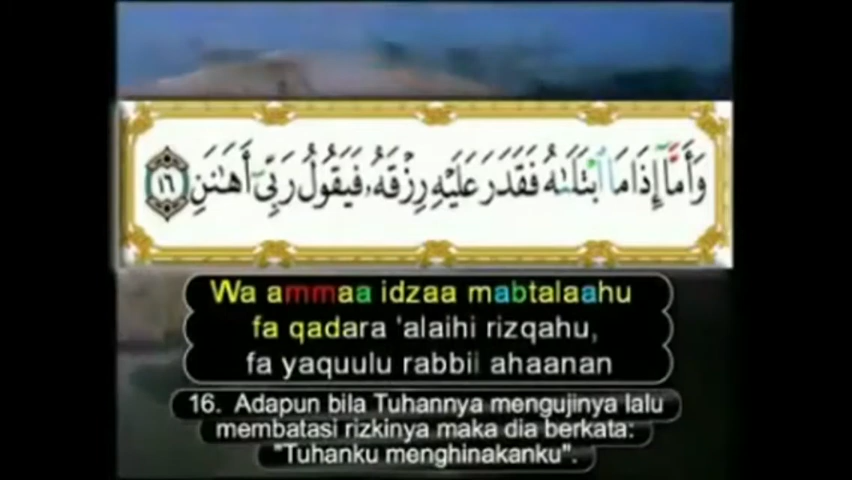 وَأَمَّآ إِذَا مَا ٱبْتَلَىٰهُ فَقَدَرَ عَلَيْهِ رِزْقَهُۥ فَيَقُولُ رَبِّىٓ أَهَـٰنَنِ ١٦
Wa ammaa idzaa mabtalaahu
fa qadara 'alaihi rizqahu,
fa yaquulu rabbii ahaanan
16. Adapun bila Tuhannya mengujinya lalu
membatasi rizkinya maka dia berkata:
"Tuhanku menghinakanku".